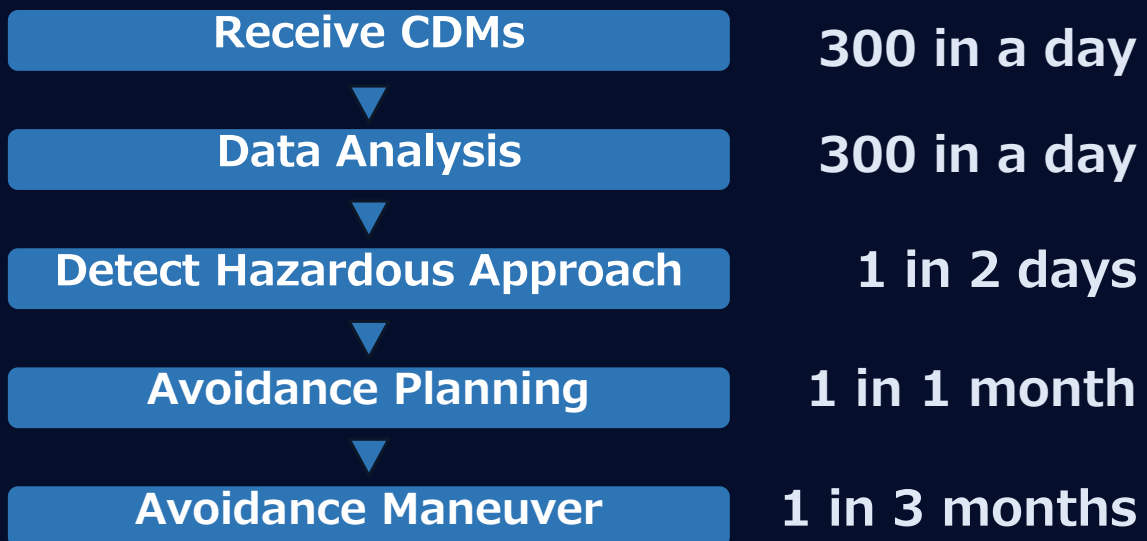 Receive CDMs
300 in a day
Data Analysis
300 in a day
Detect Hazardous Approach
1 in 2 days
Avoidance Planning
1 in 1 month
Avoidance Maneuver
1 in 3 months